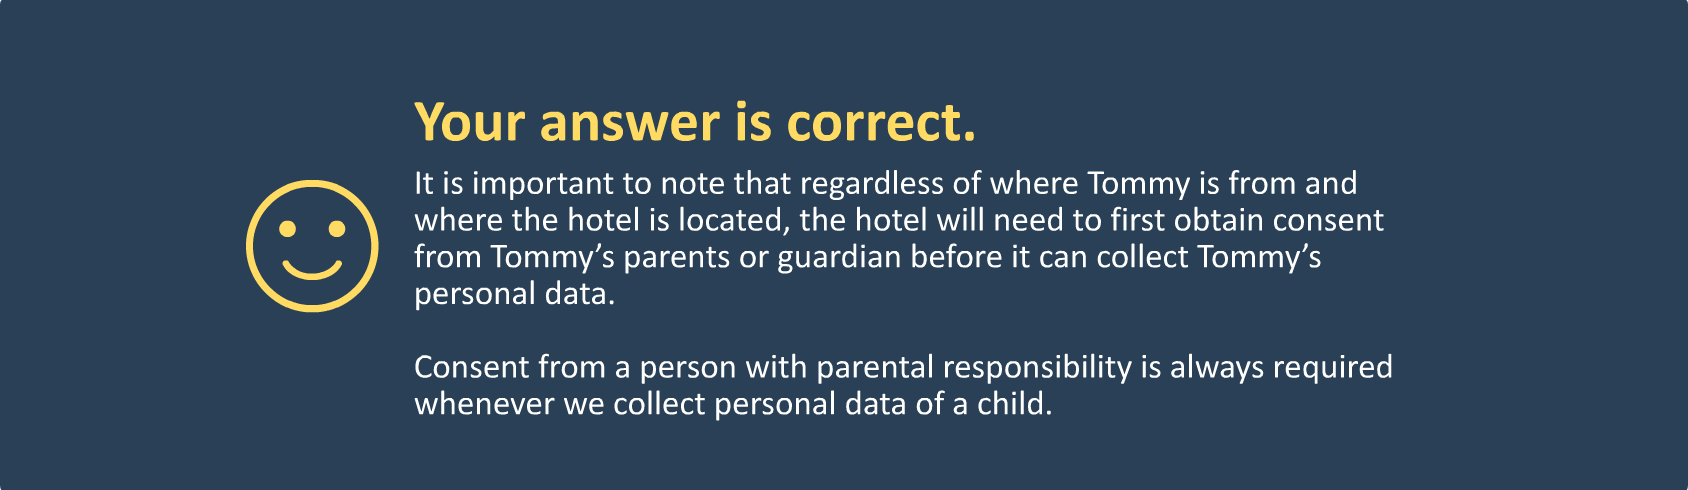 Your answer is correct.
It is important to note that regardless of where Tommy is from and
where the hotel is located, the hotel will need to first obtain consent
from Tommy’s parents or guardian before it can collect Tommy’s
personal data.
Consent from a person with parental responsibility is always required
whenever we collect personal data of a child.